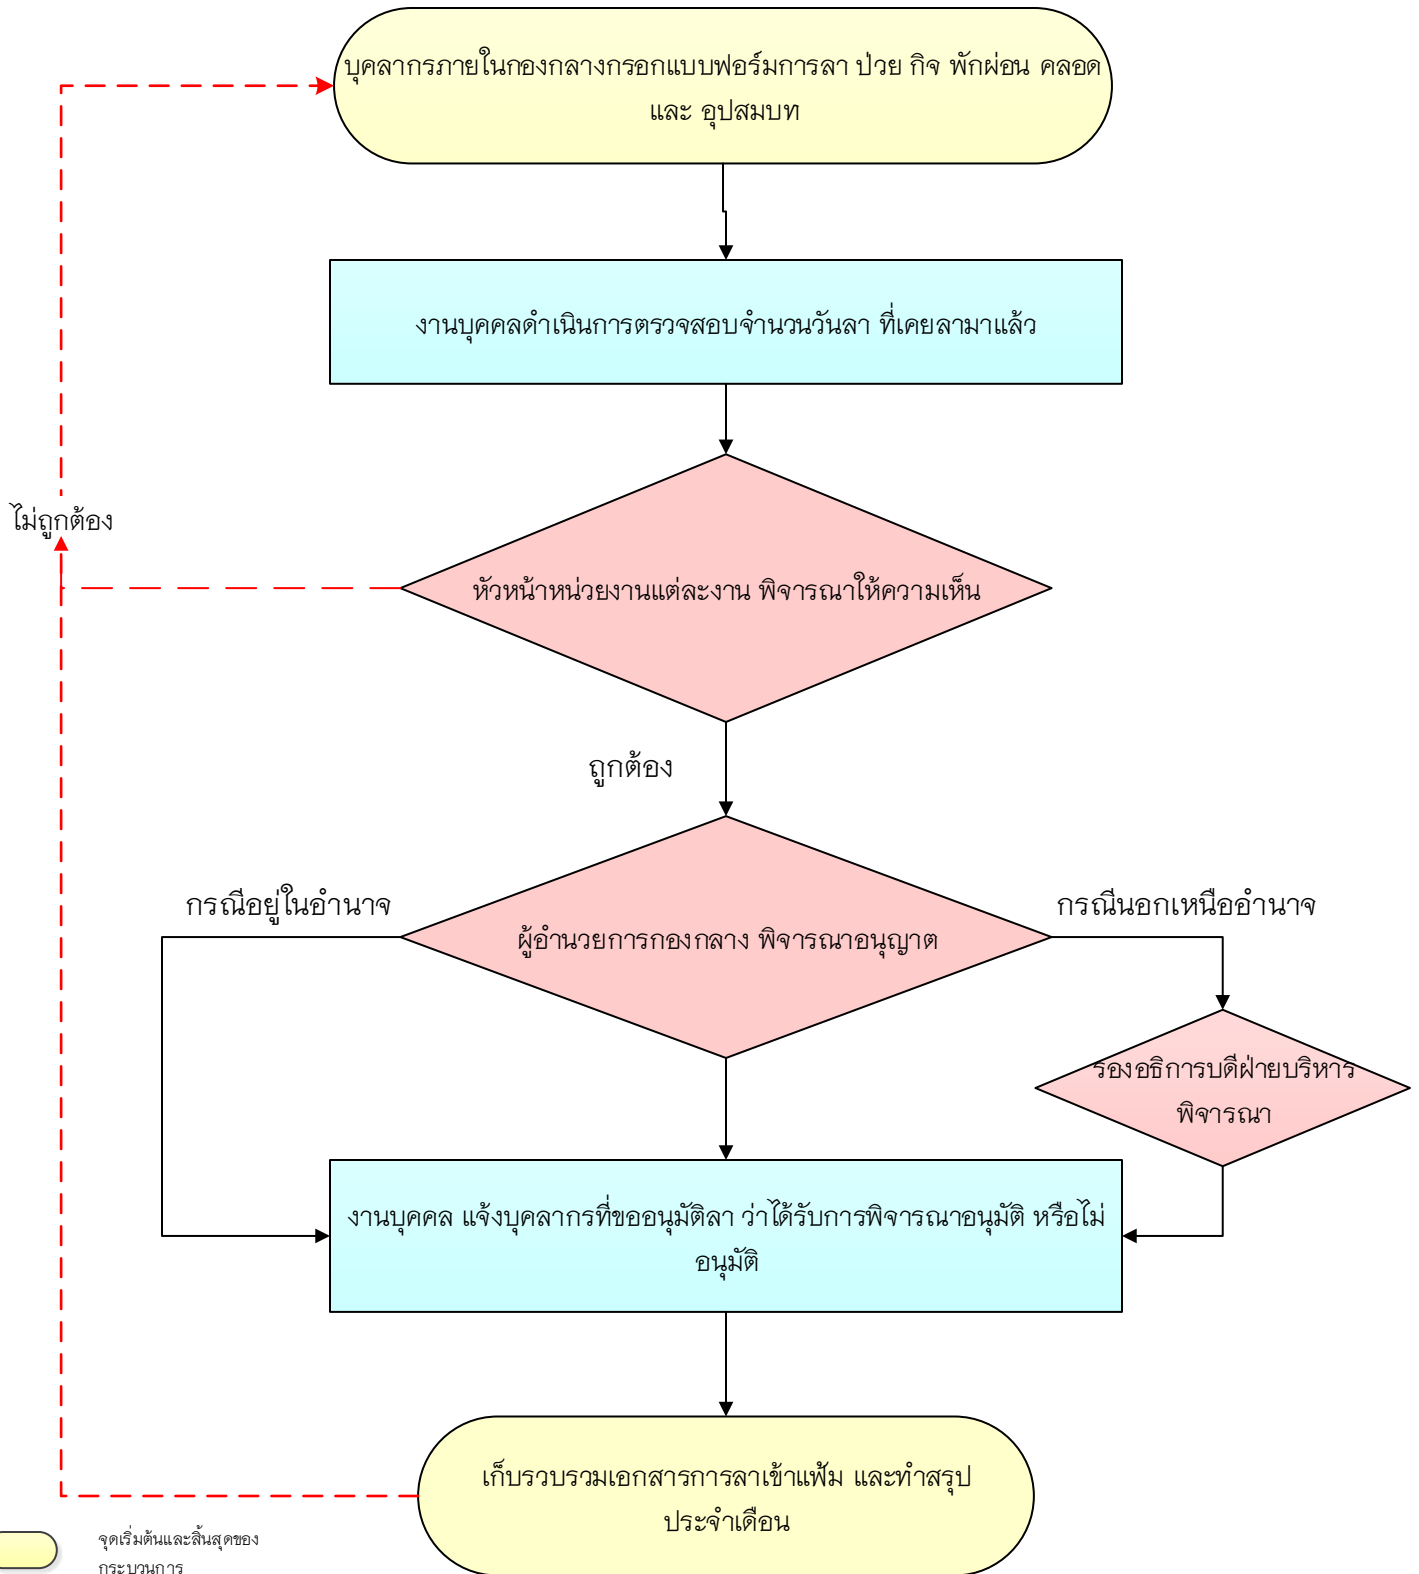 บุคลากรภายในกองกลางกรอกแบบฟอร์มการลา ป่วย กิจ พักผ่อน คลอด
และ อุปสมบท
งานบุคคลดำเนินการตรวจสอบจำนวนวันลา ที่เคยลามาแล้ว
ไม่ถูกต้อง
หัวหน้าหน่วยงานแต่ละงาน พิจารณาให้ความเห็น
ถูกต้อง
กรณีอยู่ในอำนาจ
กรณีนอกเหนืออำนาจ
ผู้อำนวยการกองกลาง พิจารณาอนุญาต
รองอธิการบดีฝ่ายบริหาร
พิจารณา
งานบุคคล แจ้งบุคลากรที่ขออนุมัติลา ว่าได้รับการพิจารณาอนุมัติ หรือไม่
อนุมัติ
เก็บรวบรวมเอกสารการลาเข้าแฟ้ม และทำสรุป
ประจำเดือน
จุดเริ่มต้นและสิ้นสุดของ
กระบวนการ